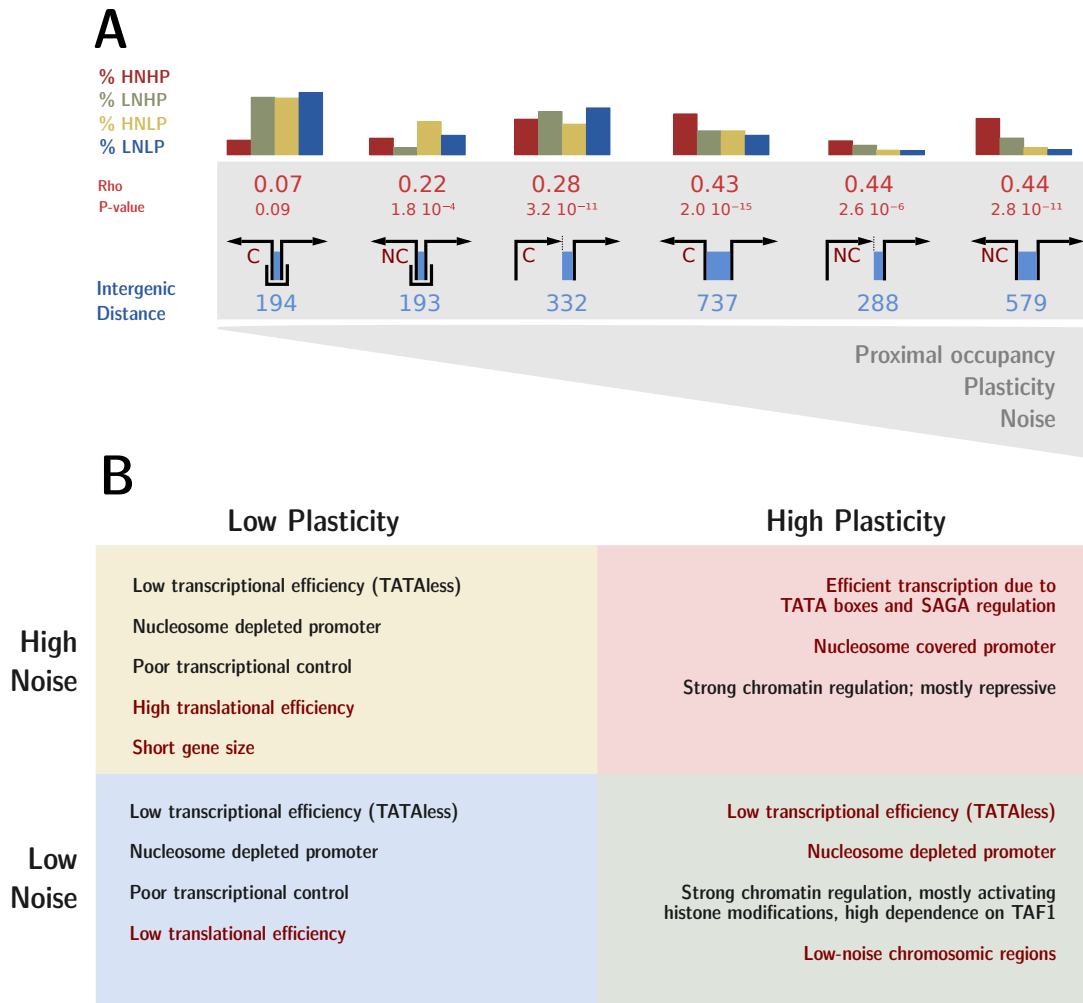 A
% HNHP
% LNHP
% HNLP
% LNLP
Rho
0.07 0.22 0.28 0.43 0.44 0.44
P-value
0.09 1.8 10⁻⁴ 3.2 10⁻¹¹ 2.0 10⁻¹⁵ 2.6 10⁻⁶ 2.8 10⁻¹¹
C NC C C NC NC
Intergenic
Distance
194 193 332 737 288 579
Proximal occupancy
Plasticity
Noise
B
Low Plasticity
High Plasticity
High
Noise
Low transcriptional efficiency (TATAless)
Nucleosome depleted promoter
Poor transcriptional control
High translational efficiency
Short gene size
Efficient transcription due to
TATA boxes and SAGA regulation
Nucleosome covered promoter
Strong chromatin regulation; mostly repressive
Low
Noise
Low transcriptional efficiency (TATAless)
Nucleosome depleted promoter
Poor transcriptional control
Low translational efficiency
Low transcriptional efficiency (TATAless)
Nucleosome depleted promoter
Strong chromatin regulation, mostly activating
histone modifications, high dependence on TAF1
Low-noise chromosomic regions